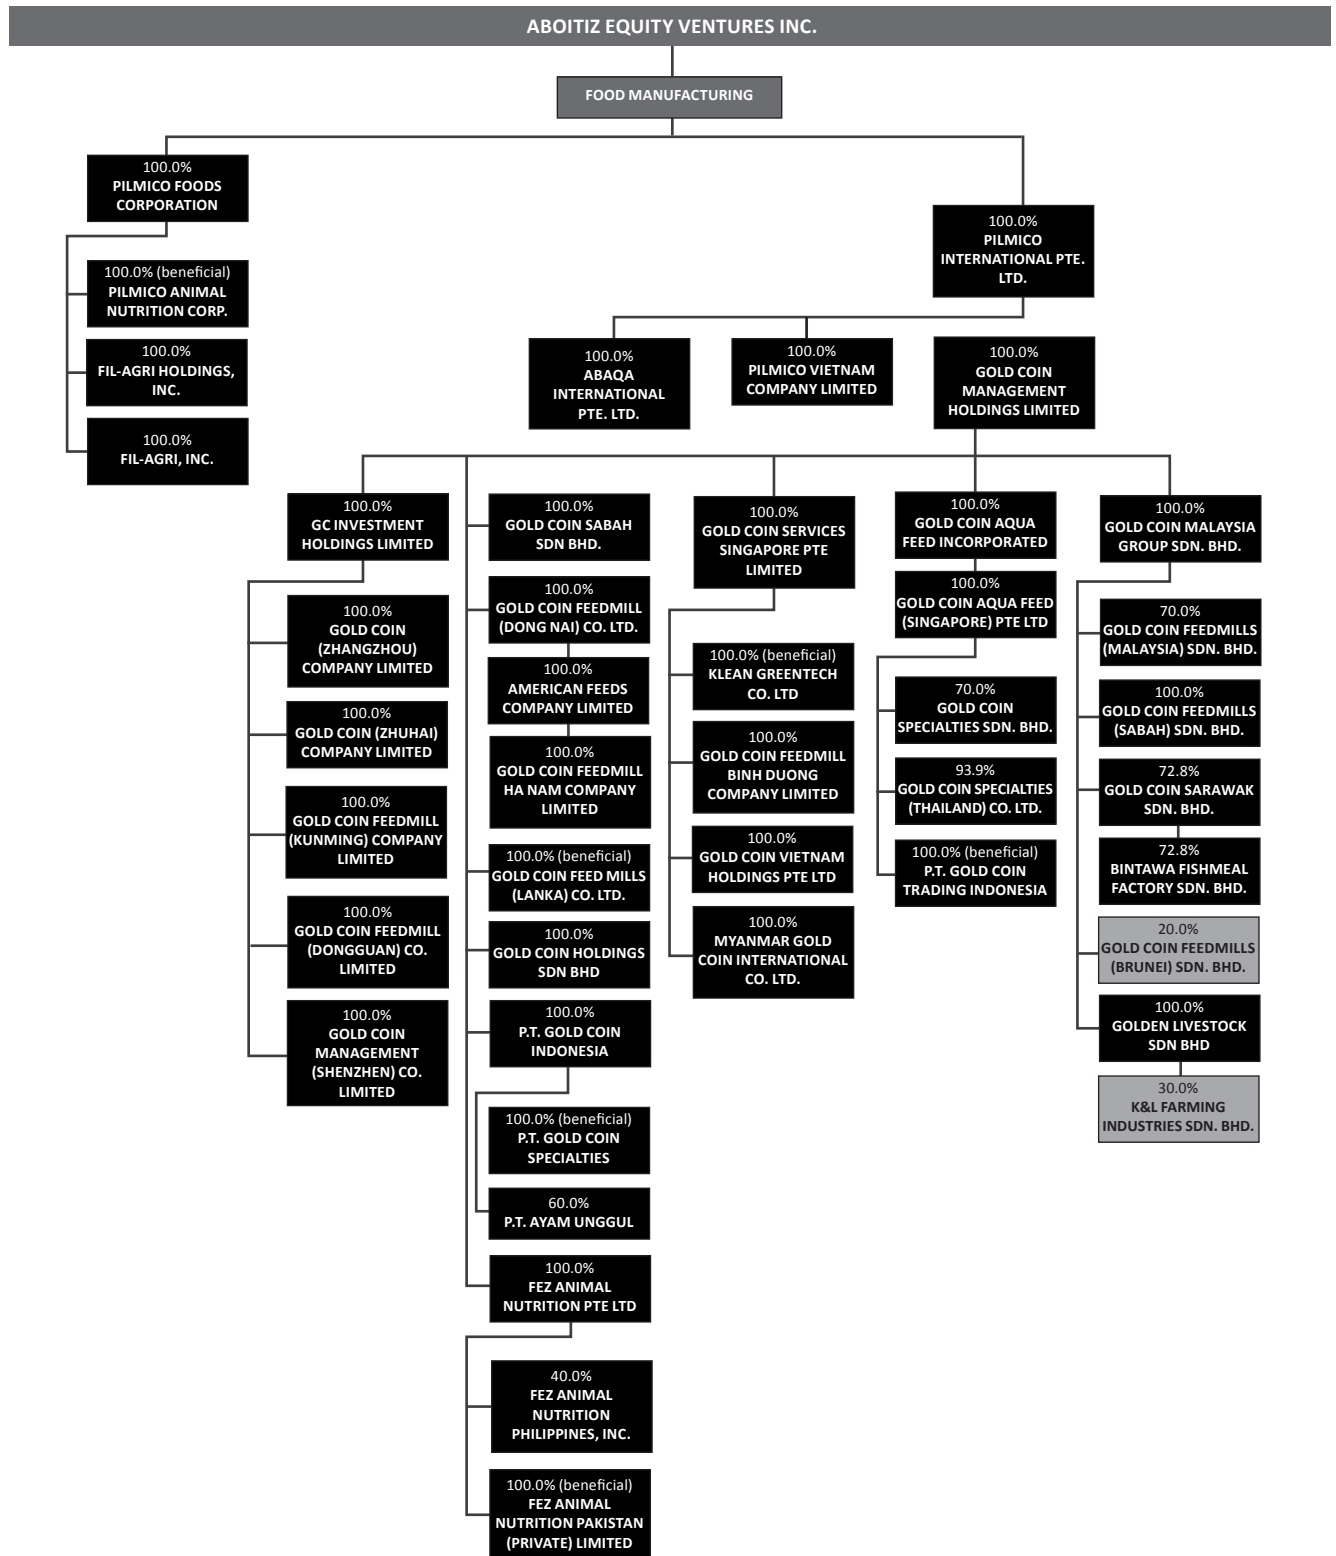 ABOITIZ EQUITY VENTURES INC.
FOOD MANUFACTURING
100.0%
PILMICO FOODS
CORPORATION
100.0% (beneficial)
PILMICO ANIMAL
NUTRITION CORP.
100.0%
FIL-AGRI HOLDINGS,
INC.
100.0%
FIL-AGRI, INC.
100.0%
PILMICO
INTERNATIONAL PTE.
LTD.
100.0%
ABAQA
INTERNATIONAL
PTE. LTD.
100.0%
PILMICO VIETNAM
COMPANY LIMITED
100.0%
GOLD COIN
MANAGEMENT
HOLDINGS LIMITED
100.0%
GC INVESTMENT
HOLDINGS LIMITED
100.0%
GOLD COIN
(ZHANGZHOU)
COMPANY LIMITED
100.0%
GOLD COIN (ZHUHAI)
COMPANY LIMITED
100.0%
GOLD COIN FEEDMILL
(KUNMING) COMPANY
LIMITED
100.0%
GOLD COIN FEEDMILL
(DONGGUAN) CO.
LIMITED
100.0%
GOLD COIN
MANAGEMENT
(SHENZHEN) CO.
LIMITED
100.0%
GOLD COIN SABAH
SDN BHD.
100.0%
GOLD COIN FEEDMILL
(DONG NAI) CO. LTD.
100.0%
AMERICAN FEEDS
COMPANY LIMITED
100.0%
GOLD COIN FEEDMILL
HA NAM COMPANY
LIMITED
100.0% (beneficial)
GOLD COIN FEED MILLS
(LANKA) CO. LTD.
100.0%
GOLD COIN HOLDINGS
SDN BHD
100.0%
P.T. GOLD COIN
INDONESIA
100.0% (beneficial)
P.T. GOLD COIN
SPECIALTIES
60.0%
P.T. AYAM UNGGUL
100.0%
FEZ ANIMAL
NUTRITION PTE LTD
40.0%
FEZ ANIMAL
NUTRITION
PHILIPPINES, INC.
100.0% (beneficial)
FEZ ANIMAL
NUTRITION PAKISTAN
(PRIVATE) LIMITED
100.0%
GOLD COIN SERVICES
SINGAPORE PTE
LIMITED
100.0% (beneficial)
KLEAN GREENTECH
CO. LTD
100.0%
GOLD COIN FEEDMILL
BINH DUONG
COMPANY LIMITED
100.0%
GOLD COIN VIETNAM
HOLDINGS PTE LTD
100.0%
MYANMAR GOLD
COIN INTERNATIONAL
CO. LTD.
100.0%
GOLD COIN AQUA
FEED INCORPORATED
100.0%
GOLD COIN AQUA FEED
(SINGAPORE) PTE LTD
70.0%
GOLD COIN
SPECIALTIES SDN. BHD.
93.9%
GOLD COIN SPECIALTIES
(THAILAND) CO. LTD.
100.0% (beneficial)
P.T. GOLD COIN
TRADING INDONESIA
100.0%
GOLD COIN MALAYSIA
GROUP SDN. BHD.
70.0%
GOLD COIN FEEDMILLS
(MALAYSIA) SDN. BHD.
100.0%
GOLD COIN FEEDMILLS
(SABAH) SDN. BHD.
72.8%
GOLD COIN SARAWAK
SDN. BHD.
72.8%
BINTAWA FISHMEAL
FACTORY SDN. BHD.
20.0%
GOLD COIN FEEDMILLS
(BRUNEI) SDN. BHD.
100.0%
GOLDEN LIVESTOCK
SDN BHD
30.0%
K&L FARMING
INDUSTRIES SDN. BHD.